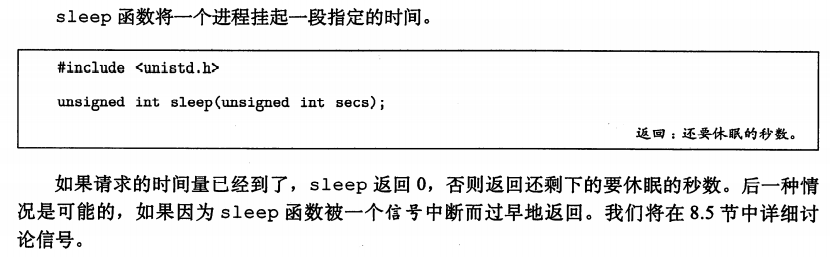 sleep 函数将一个进程挂起一段指定的时间。
#include <unistd.h>
unsigned int sleep(unsigned int secs);
返回：还要休眠的秒数。
如果请求的时间量已经到了，sleep 返回 0，否则返回还剩下的要休眠的秒数。后一种情
况是可能的，如果因为 sleep 函数被一个信号中断而过早地返回。我们将在 8.5 节中详细讨
论信号。